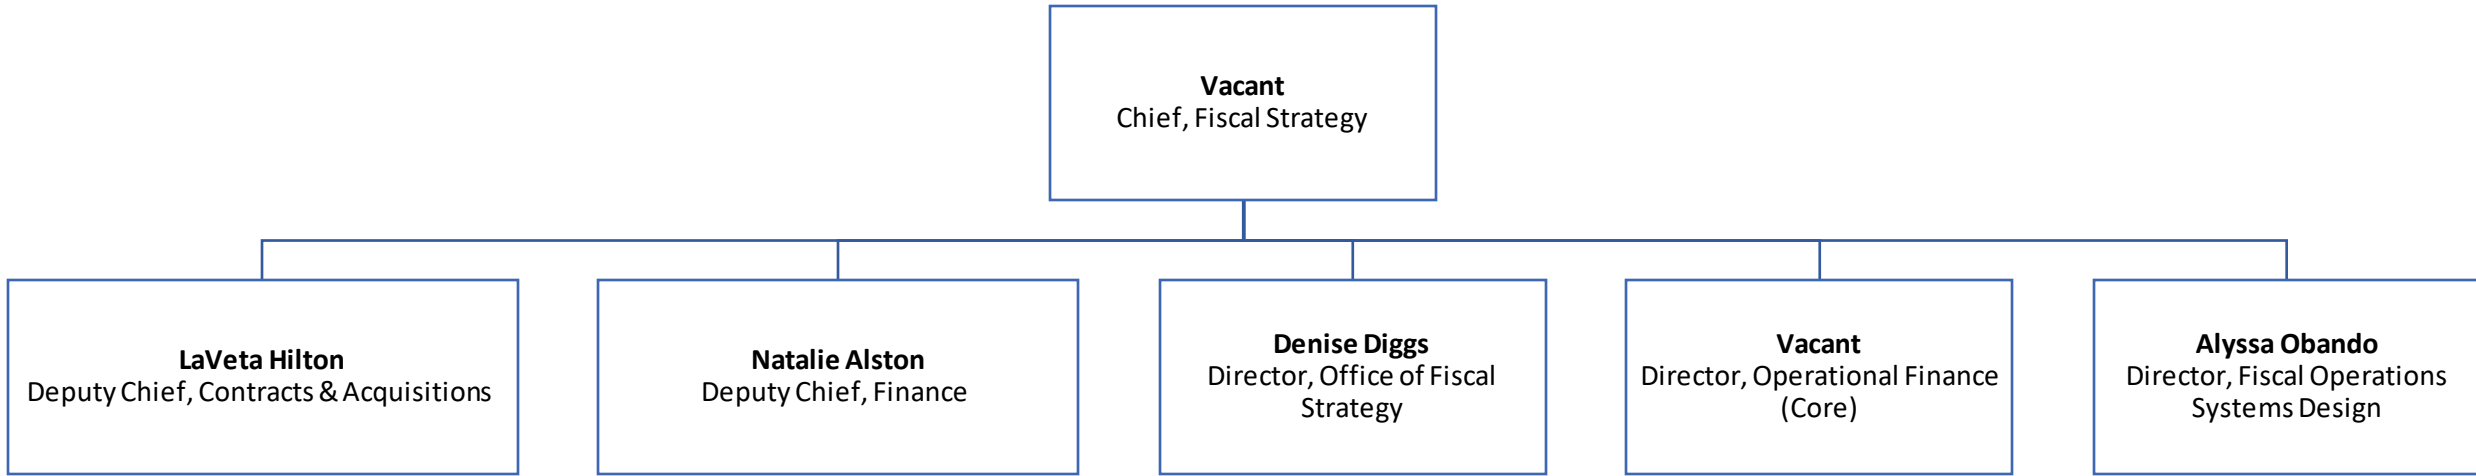 Vacant
Chief, Fiscal Strategy
LaVeta Hilton
Deputy Chief, Contracts & Acquisitions
Natalie Alston
Deputy Chief, Finance
Denise Diggs
Director, Office of Fiscal
Strategy
Vacant
Director, Operational Finance
(Core)
Alyssa Obando
Director, Fiscal Operations
Systems Design